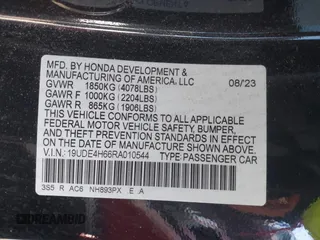 MFD. BY HONDA DEVELOPMENT &
MANUFACTURING OF AMERICA, LLC
GVWR 1850KG (4078LBS) 08/23
GAWR F 1000KG (2204LBS)
GAWR R 865KG (1906LBS)
THIS VEHICLE CONFORMS TO ALL APPLICABLE
FEDERAL MOTOR VEHICLE SAFETY, BUMPER,
AND THEFT PREVENTION STANDARDS IN EFFECT
ON THE DATE OF MANUFACTURE SHOWN ABOVE.
V.I.N: 19UDE4H66RA010544 TYPE:PASSENGER CAR
3S5 R AC6 NH893PX E A
DREAMBID